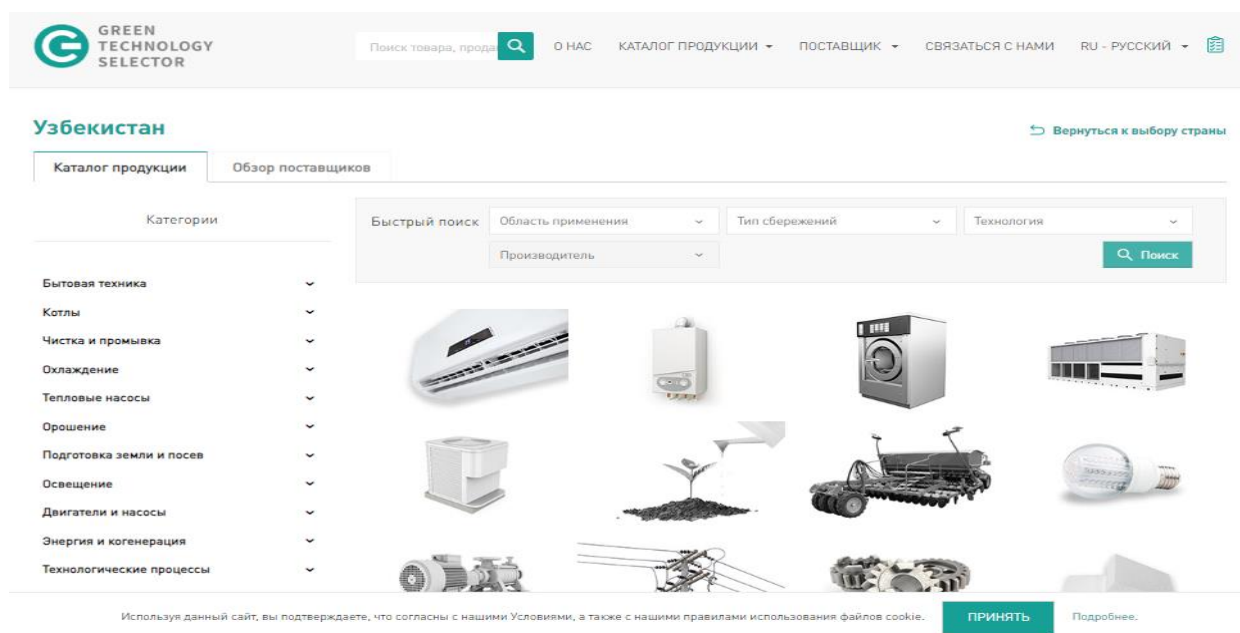 GREEN
TECHNOLOGY
SELECTOR
Поиск товара, прода
О НАС
КАТАЛОГ ПРОДУКЦИИ
ПОСТАВЩИК
СВЯЗАТЬСЯ С НАМИ
RU - РУССКИЙ
Узбекистан
Вернуться к выбору страны
Каталог продукции
Обзор поставщиков
Категории
Быстрый поиск
Область применения
Тип сбережений
Технология
Производитель
Поиск
Бытовая техника
Котлы
Чистка и промывка
Охлаждение
Тепловые насосы
Орошение
Подготовка земли и посев
Освещение
Двигатели и насосы
Энергия и когенерация
Технологические процессы
Используя данный сайт, вы подтверждаете, что согласны с нашими Условиями, а также с нашими правилами использования файлов cookie.
ПРИНЯТЬ
Подробнее.